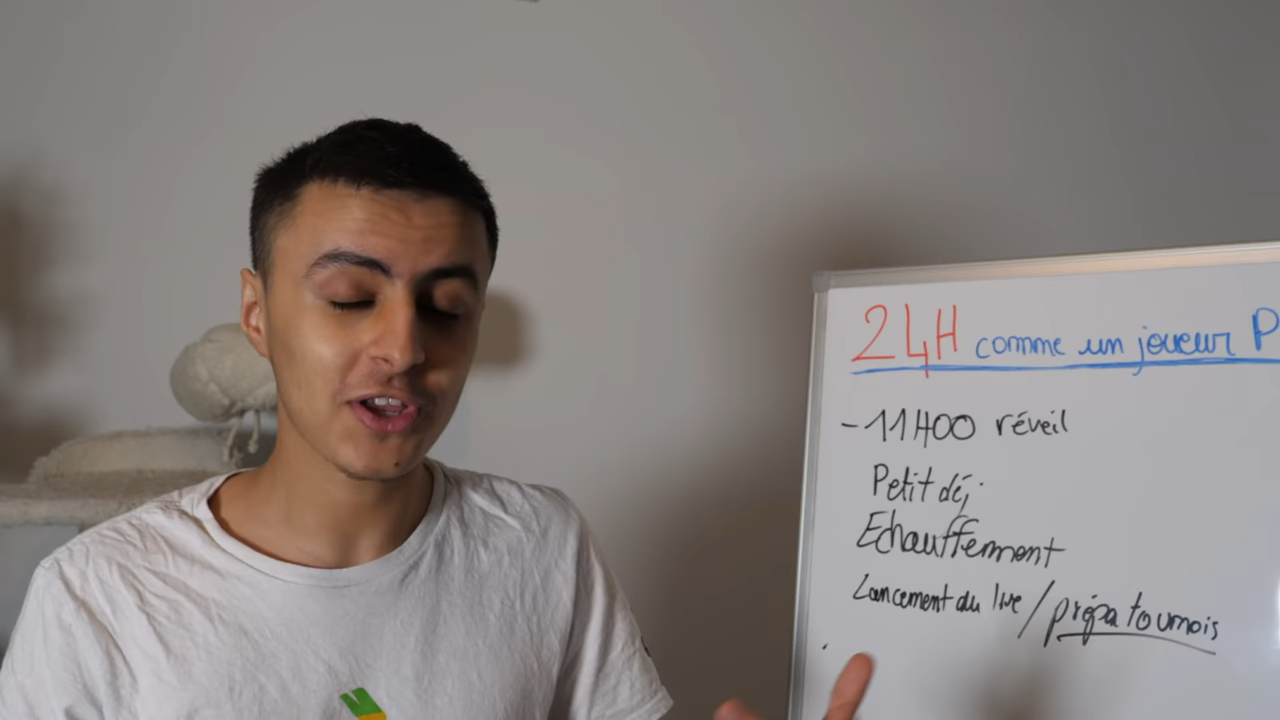 24H comme un joueur P
- 11H00 réveil
Petit déj.
Echauffement
Lancement du live / prépa tournois